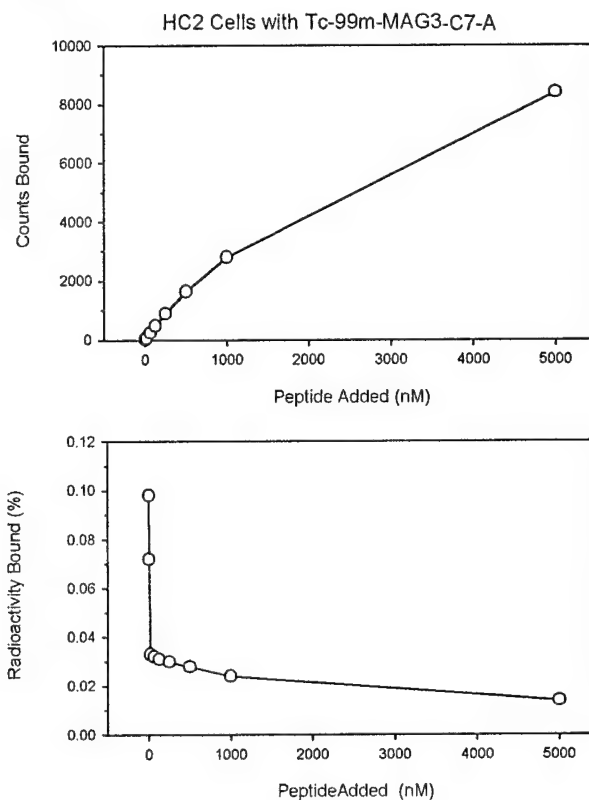 HC2 Cells with Tc-99m-MAG3-C7-A
10000
8000
6000
4000
2000
0
Counts Bound
0 1000 2000 3000 4000 5000
Peptide Added (nM)
0.12
0.10
0.08
0.06
0.04
0.02
0.00
Radioactivity Bound (%)
0 1000 2000 3000 4000 5000
PeptideAdded (nM)